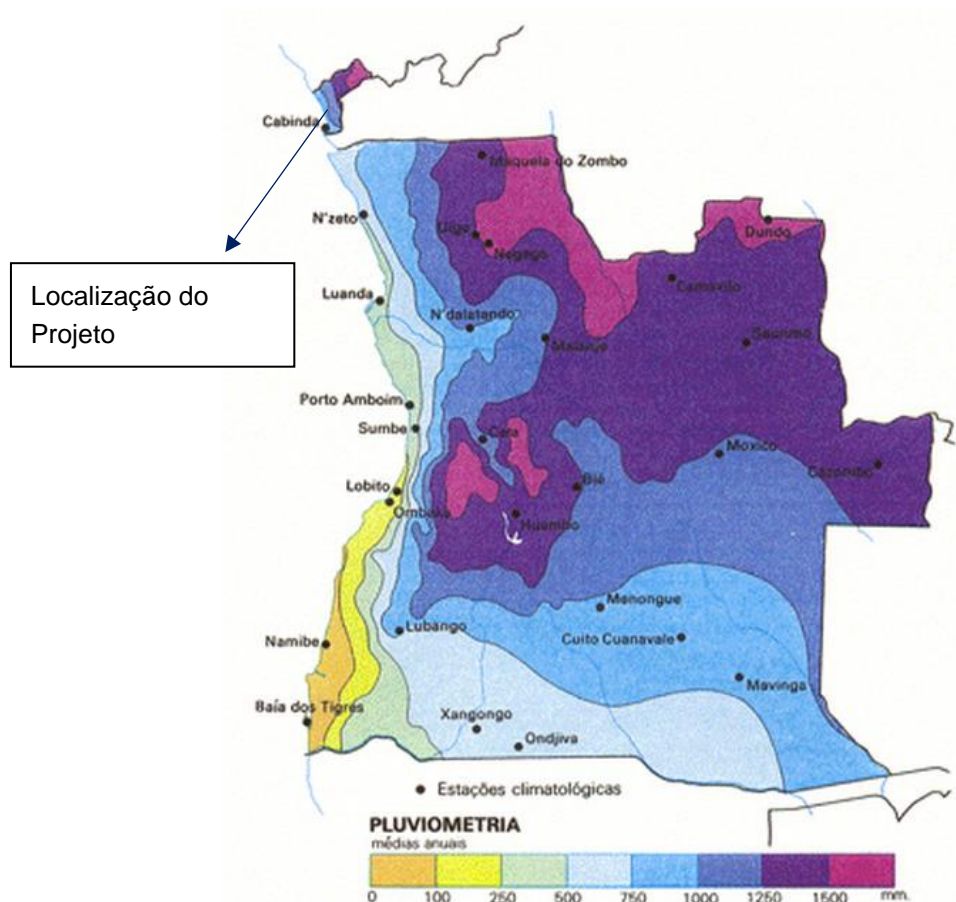 Cabinda
Maquela do Zombo
N'zeto
Uige
Negage
Dundo
Localização do
Projeto
Luanda
N'dalatando
Camaxilo
Saurimo
Malanje
Porto Amboim
Sumbe
Cela
Moxico
Cazombo
Lobito
Bié
Huambo
Menongue
Lubango
Cuito Cuanavale
Namibe
Mavinga
Baía dos Tigres
Xangongo
Ondjiva
Estações climatológicas
PLUVIOMETRIA
médias anuais
0 100 250 500 750 1000 1250 1500 mm.